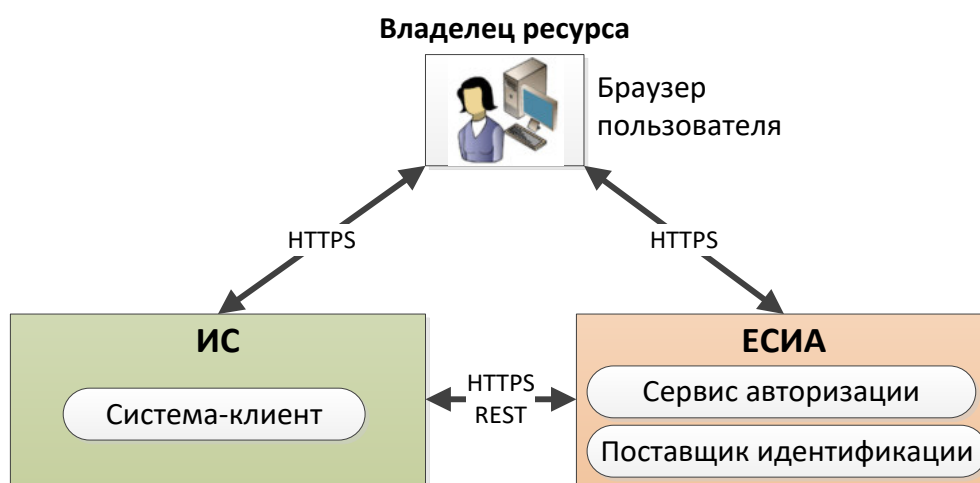 Владелец ресурса
Браузер
пользователя
HTTPS
HTTPS
ИС
Система-клиент
HTTPS
REST
ЕСИА
Сервис авторизации
Поставщик идентификации